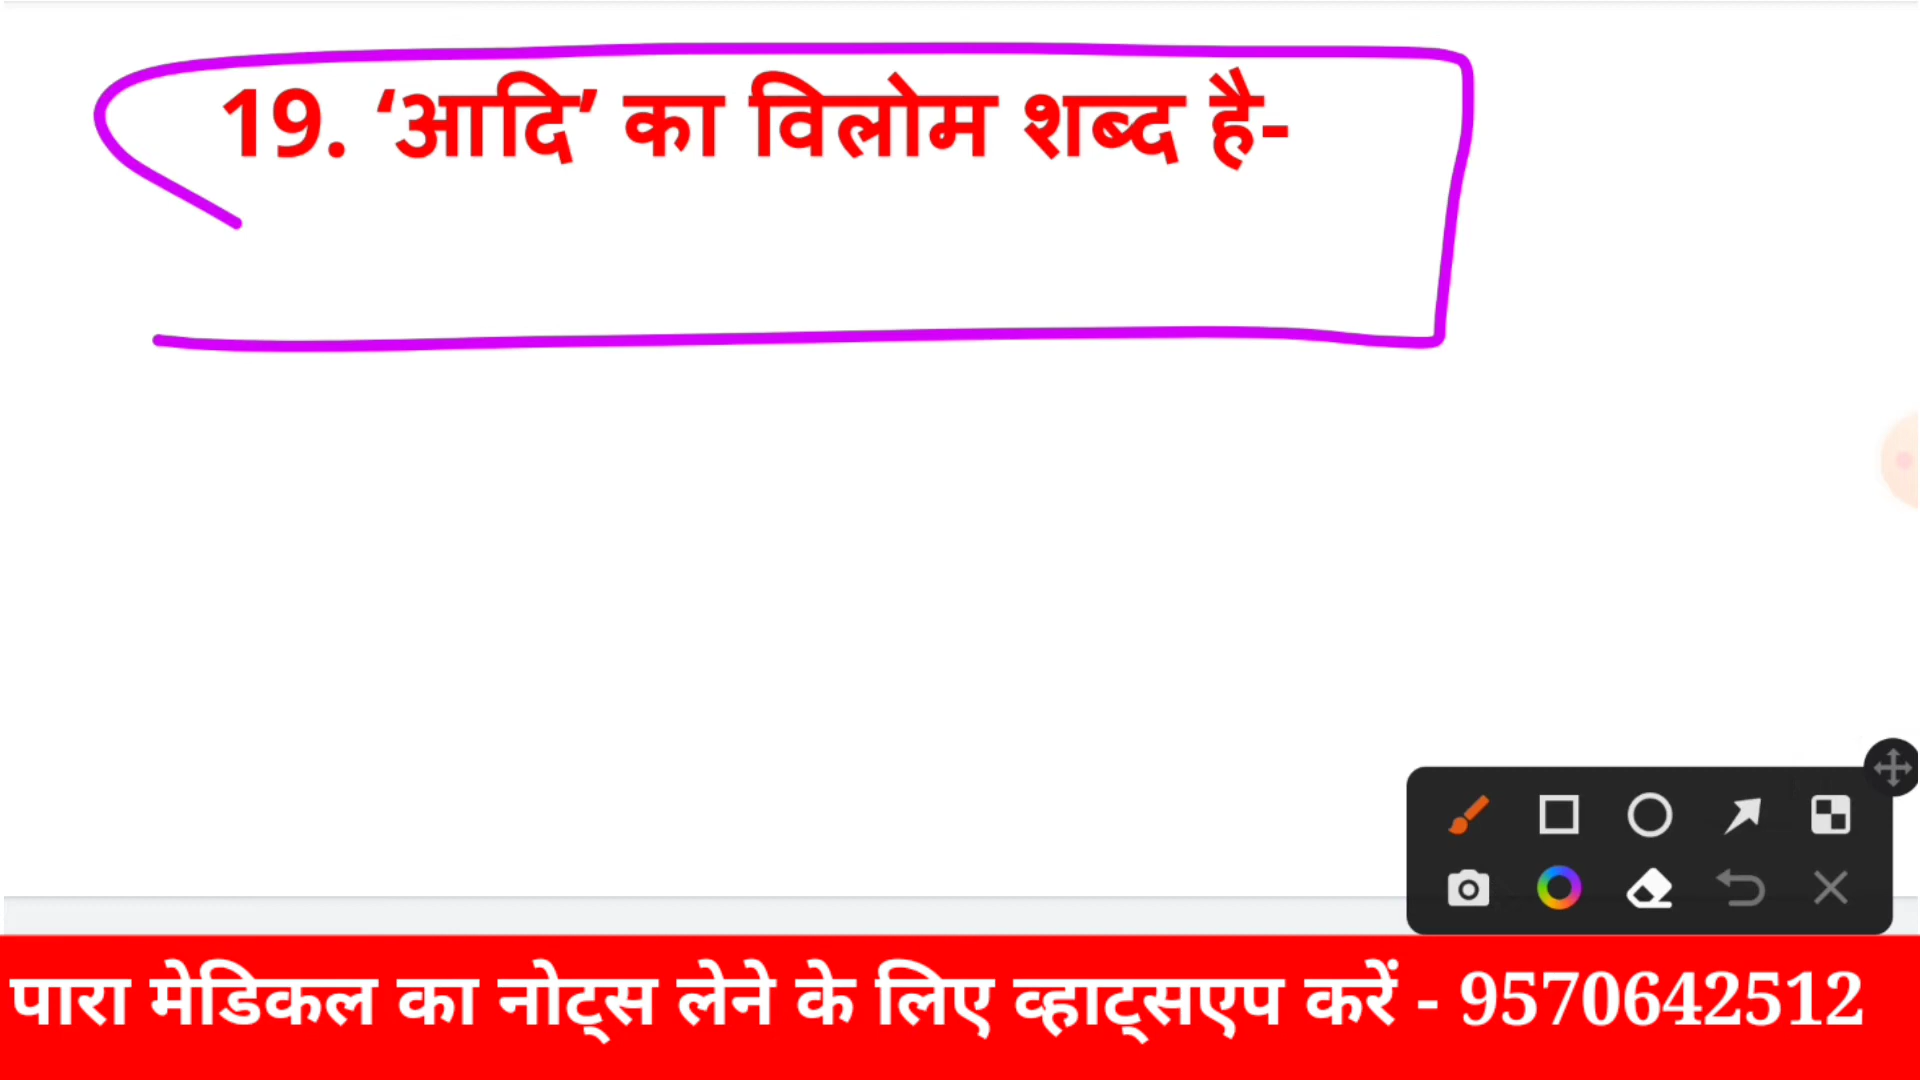 19. ‘आदि’ का विलोम शब्द है-
पारा मेडिकल का नोट्स लेने के लिए व्हाट्सएप करें - 9570642512